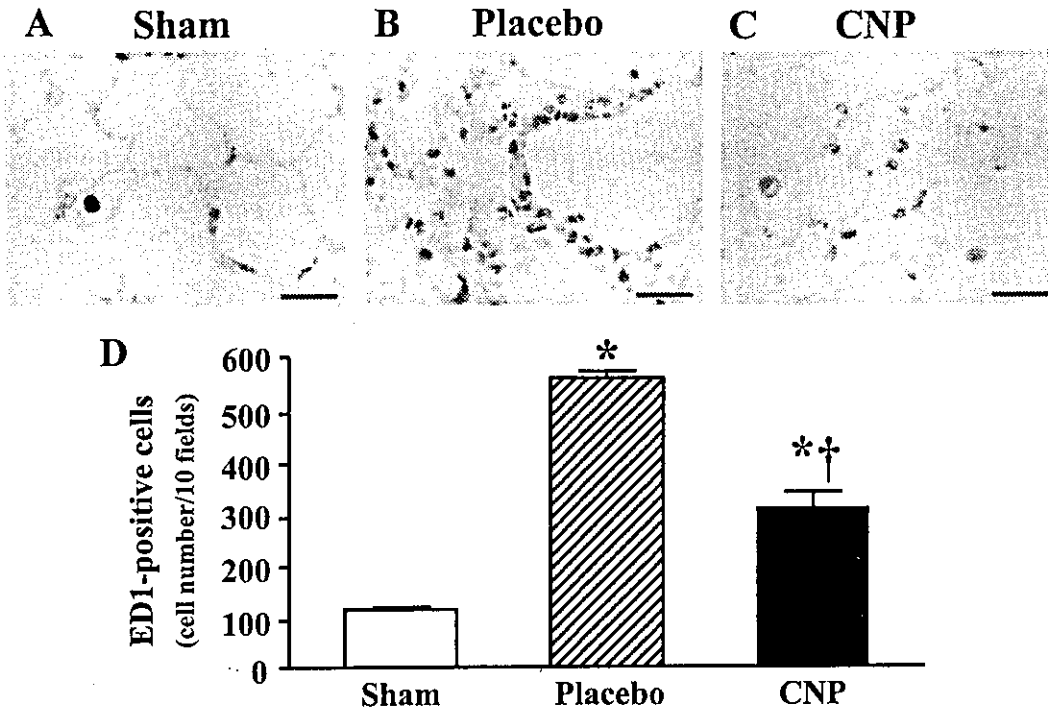 A Sham
B Placebo
C CNP
D
ED1-positive cells
(cell number/10 fields)
600
500
400
300
200
100
0
*
*†
Sham Placebo CNP